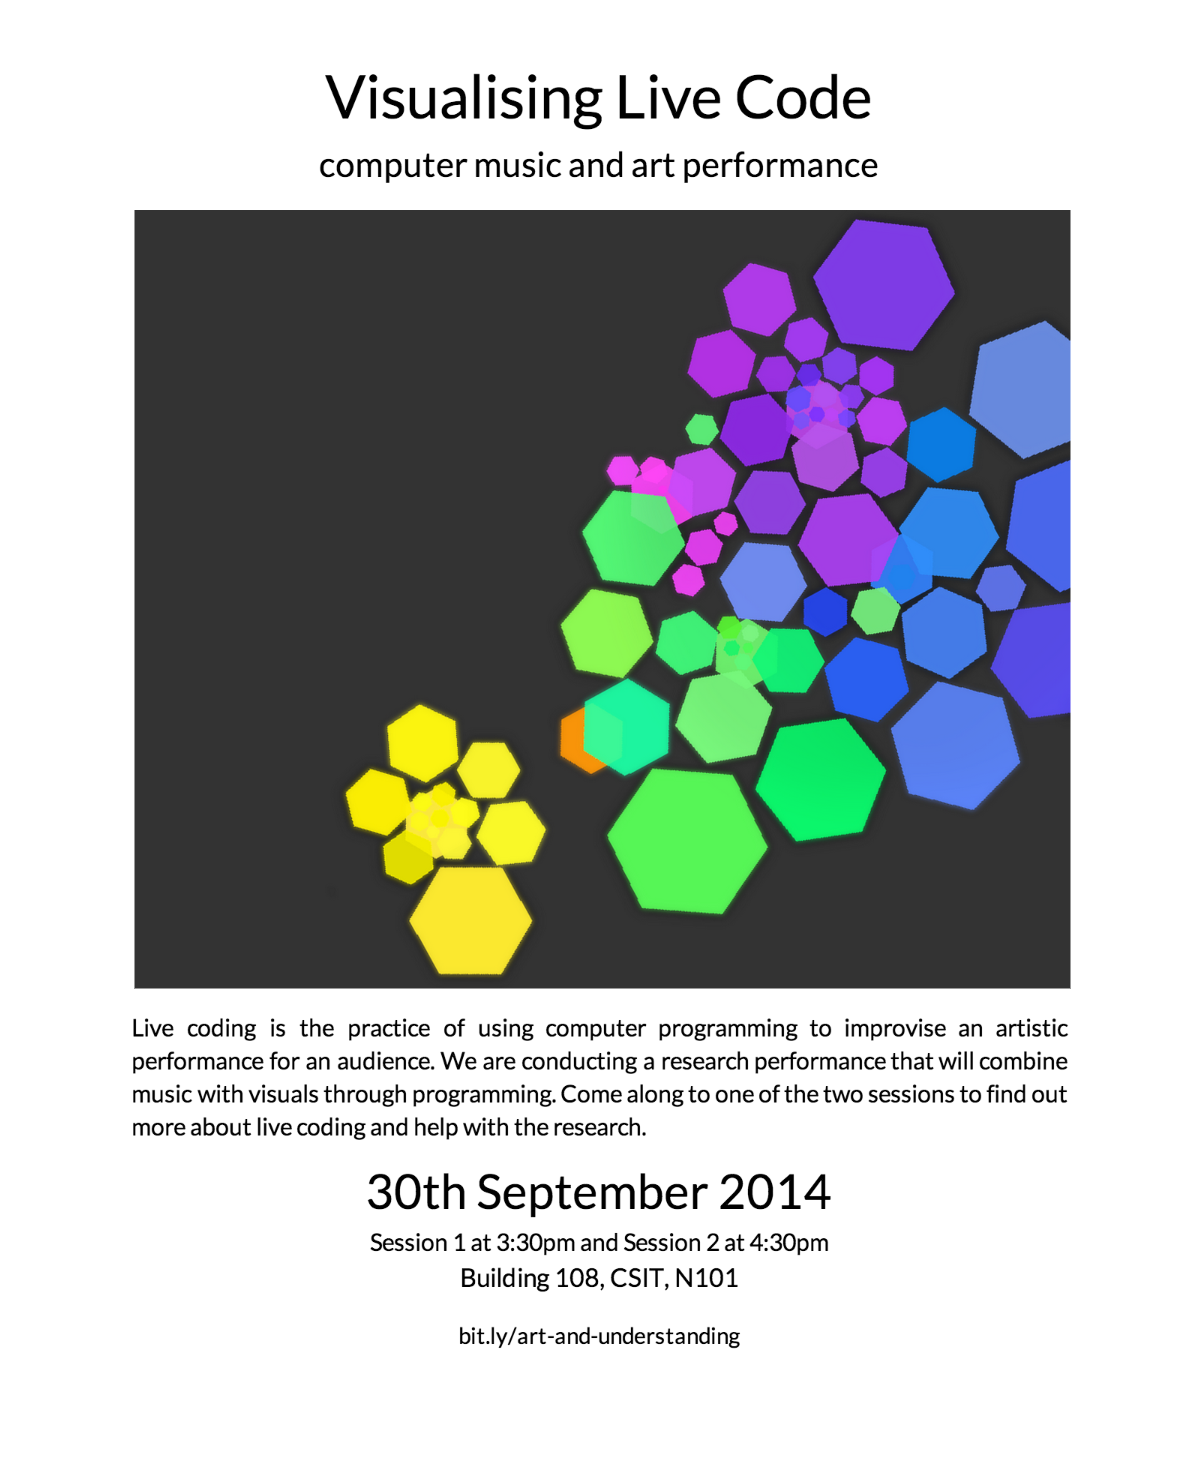 Visualising Live Code
computer music and art performance
Live coding is the practice of using computer programming to improvise an artistic
performance for an audience. We are conducting a research performance that will combine
music with visuals through programming. Come along to one of the two sessions to find out
more about live coding and help with the research.
30th September 2014
Session 1 at 3:30pm and Session 2 at 4:30pm
Building 108, CSIT, N101
bit.ly/art-and-understanding